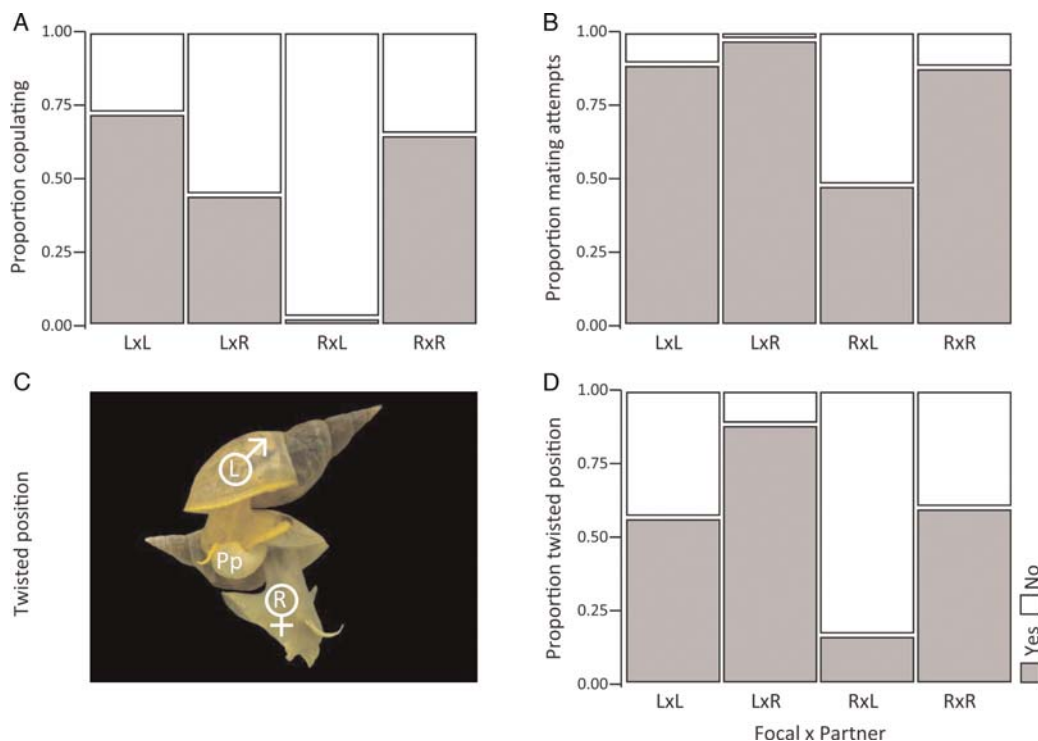 A
Proportion copulating
1.00
0.75
0.50
0.25
0.00
LxL LxR RxL RxR
B
Proportion mating attempts
1.00
0.75
0.50
0.25
0.00
LxL LxR RxL RxR
C
Twisted position
L
Pp
R
D
Proportion twisted position
1.00
0.75
0.50
0.25
0.00
LxL LxR RxL RxR
Focal x Partner
No
Yes